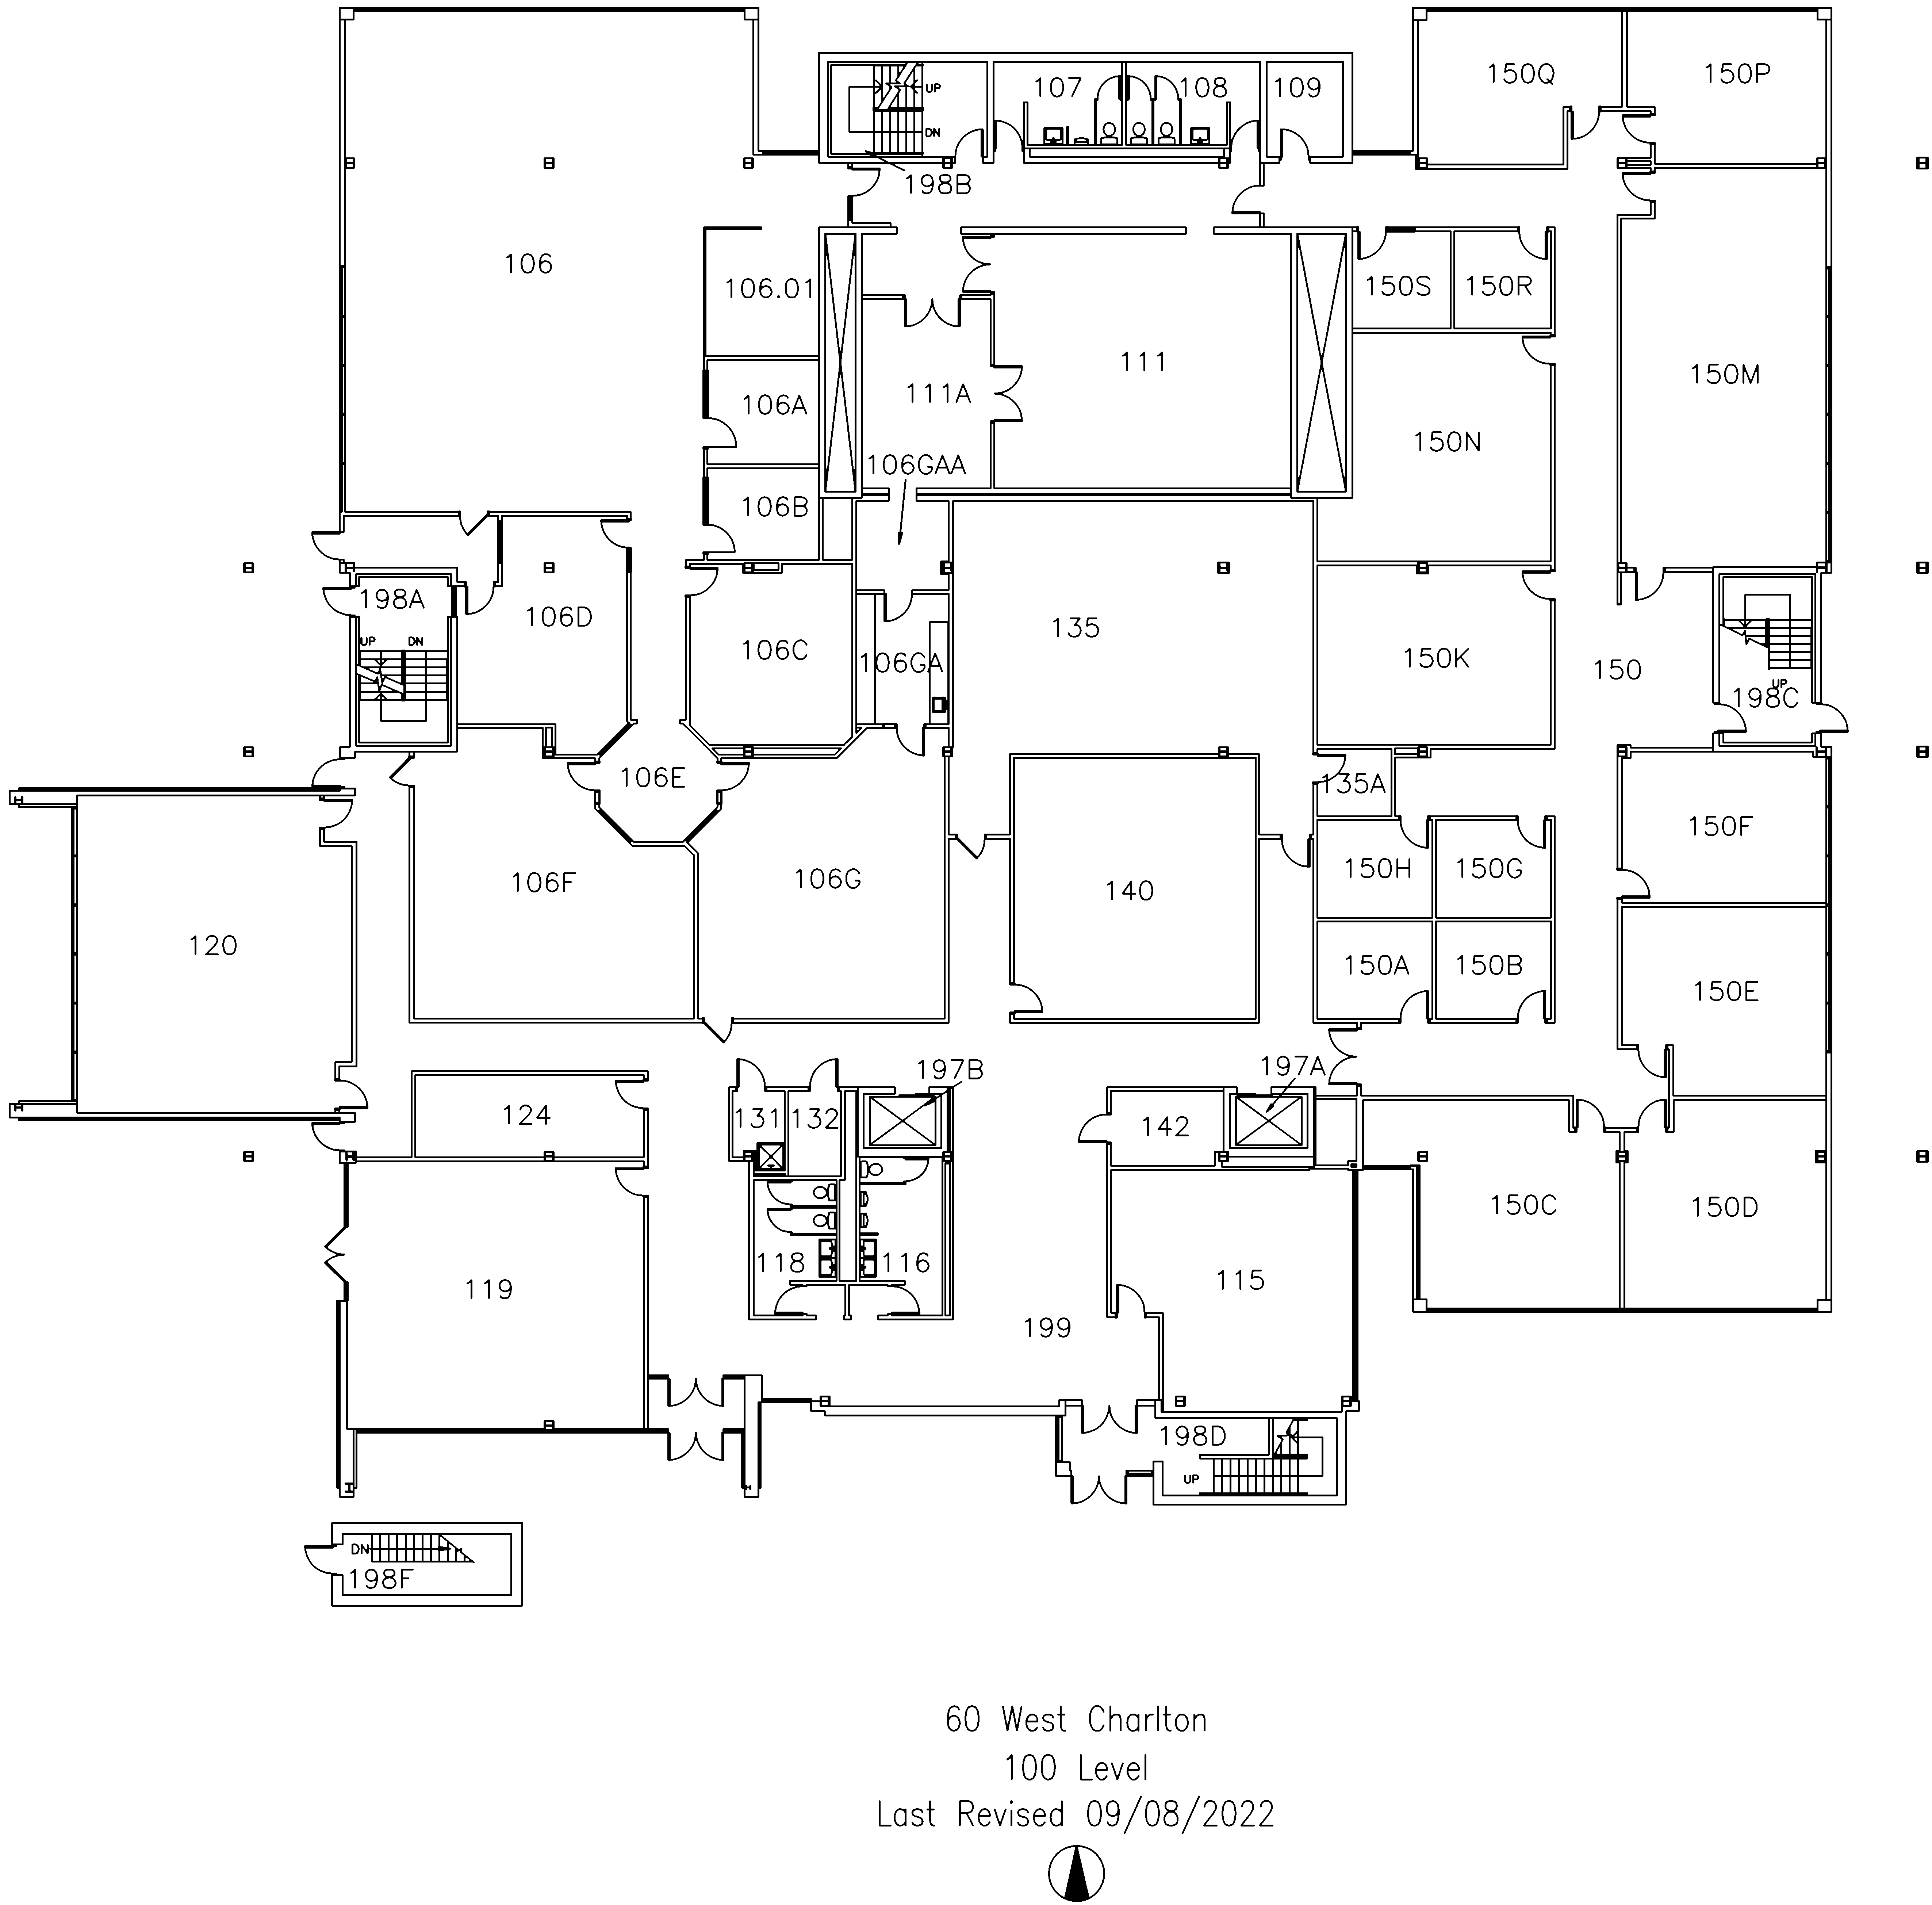 150Q
150P
107
108
109
UP
DN
198B
106
106.01
150S
150R
111
150M
111A
106A
150N
106GAA
106B
198A
106D
135
UP
DN
106C
106GA
150K
150
UP
198C
106E
135A
150F
106F
106G
140
150H
150G
120
150A
150B
150E
197B
197A
124
131
132
142
150C
150D
118
116
115
119
199
198D
UP
DN
198F
60 West Charlton
100 Level
Last Revised 09/08/2022